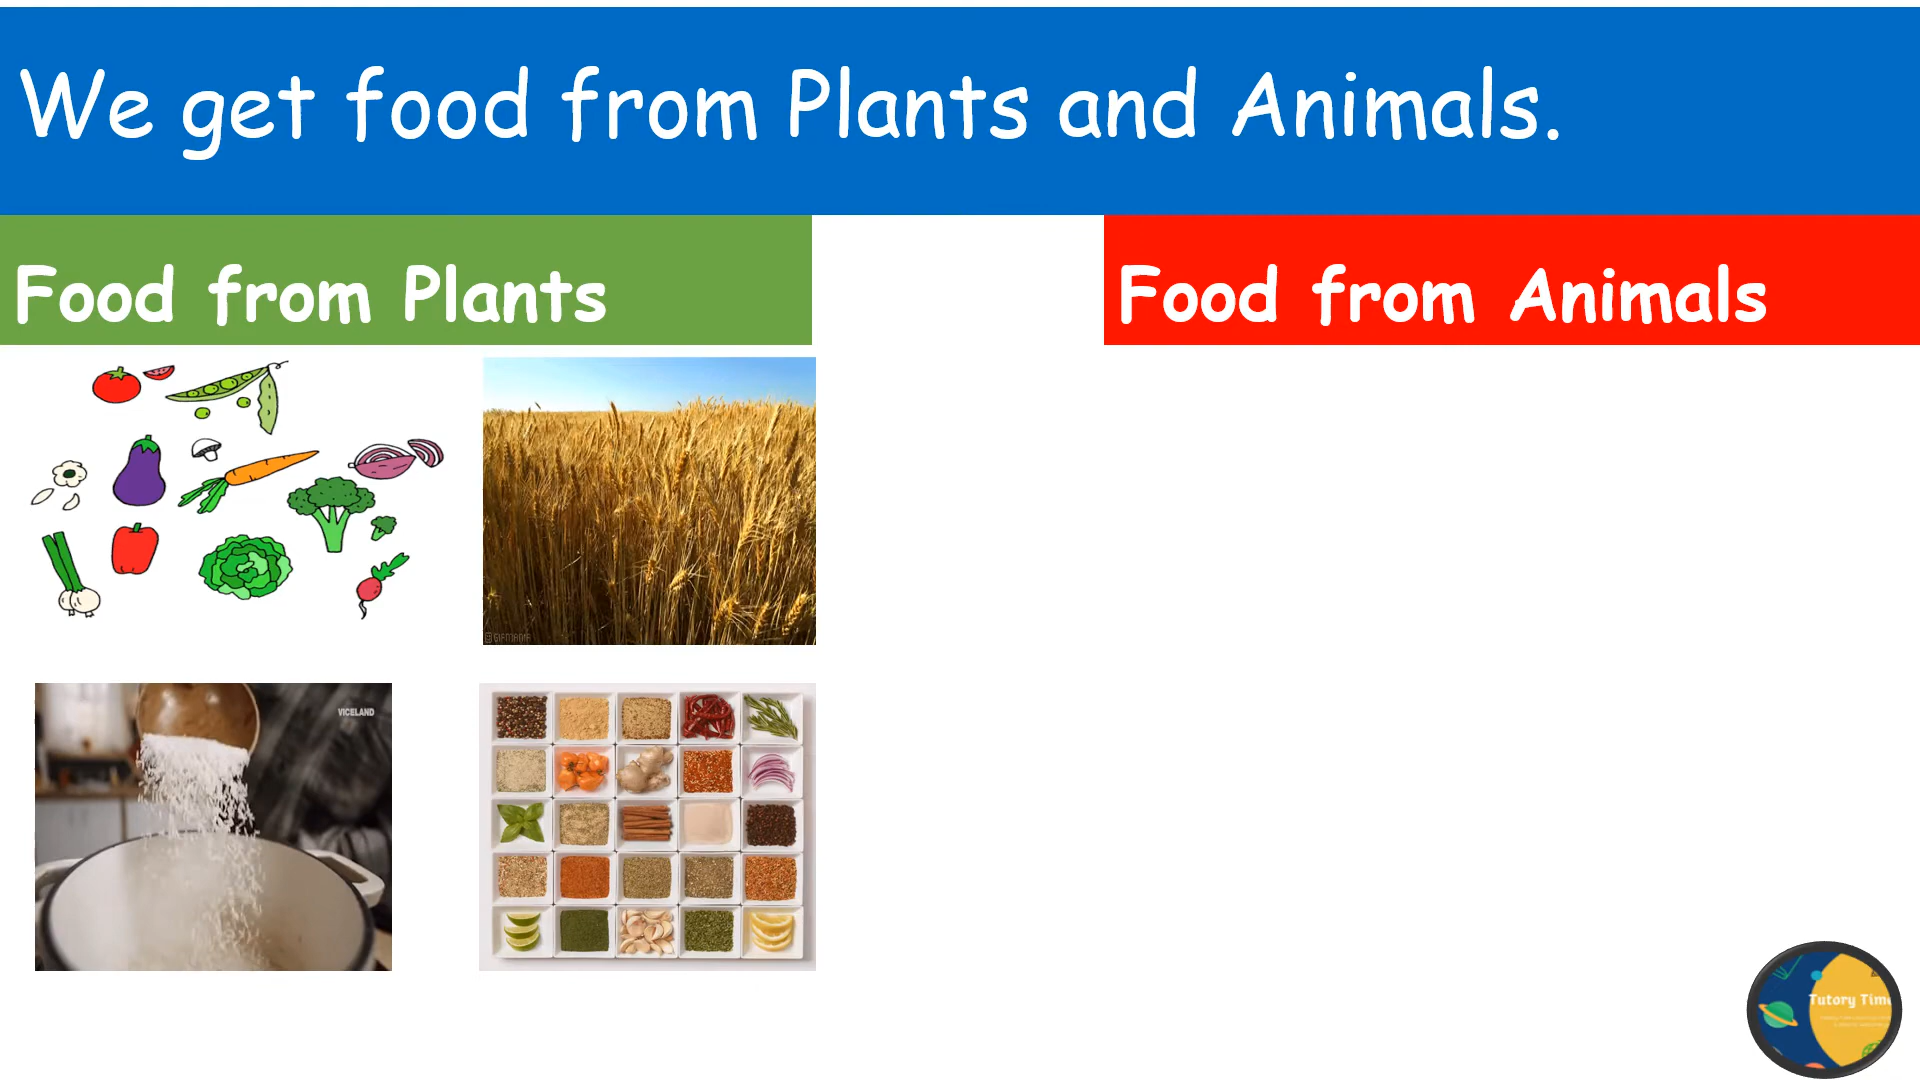 We get food from Plants and Animals.
Food from Plants
Food from Animals
VICELAND
Tutory Time